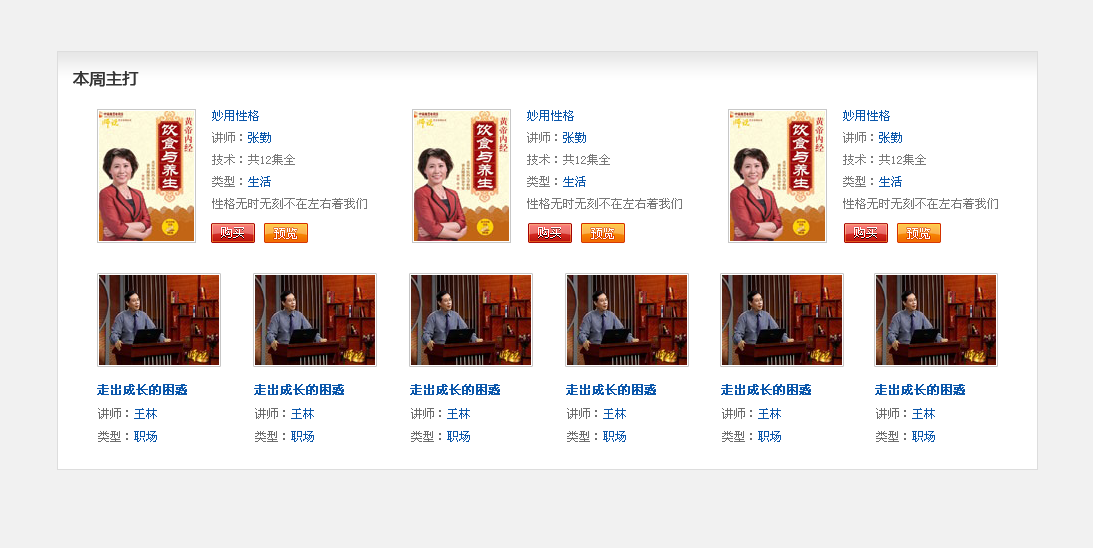 本周主打
黄帝内经
饮食与养生
妙用性格
讲师：张勤
技术：共12集全
类型：生活
性格无时无刻不在左右着我们
购买 预览
黄帝内经
饮食与养生
妙用性格
讲师：张勤
技术：共12集全
类型：生活
性格无时无刻不在左右着我们
购买 预览
黄帝内经
饮食与养生
妙用性格
讲师：张勤
技术：共12集全
类型：生活
性格无时无刻不在左右着我们
购买 预览
走出成长的困惑 走出成长的困惑 走出成长的困惑 走出成长的困惑 走出成长的困惑 走出成长的困惑
讲师：王林 讲师：王林 讲师：王林 讲师：王林 讲师：王林 讲师：王林
类型：职场 类型：职场 类型：职场 类型：职场 类型：职场 类型：职场